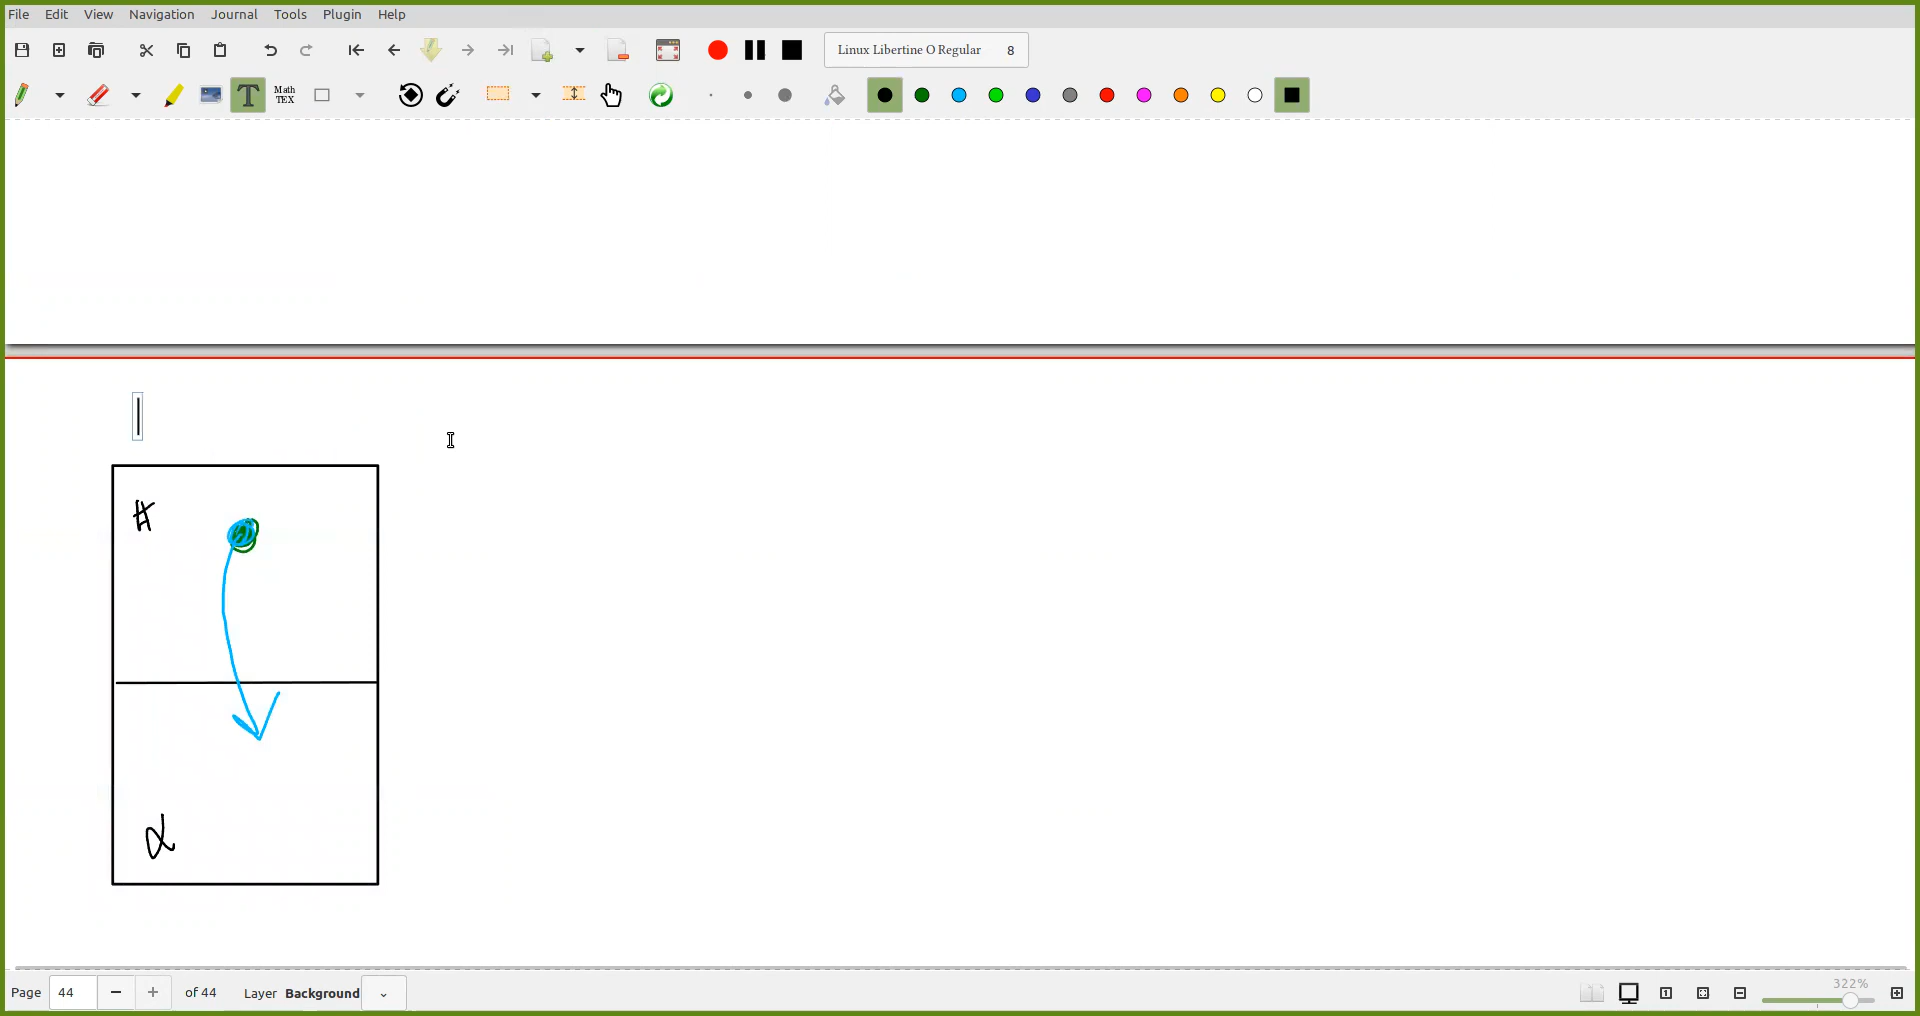 File Edit View Navigation Journal Tools Plugin Help
Linux Libertine O Regular 8
T Math TEX
#
α
Page 44 of 44 Layer Background 322%